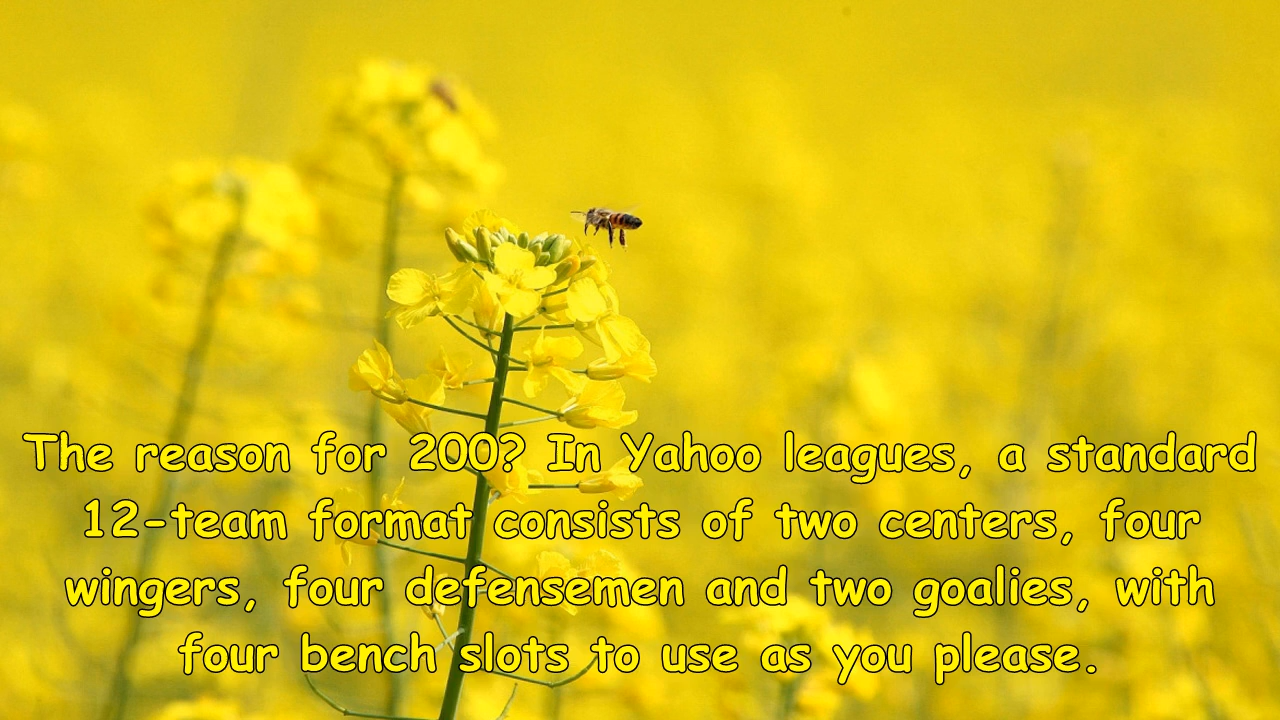 The reason for 200? In Yahoo leagues, a standard
12-team format consists of two centers, four
wingers, four defensemen and two goalies, with
four bench slots to use as you please.